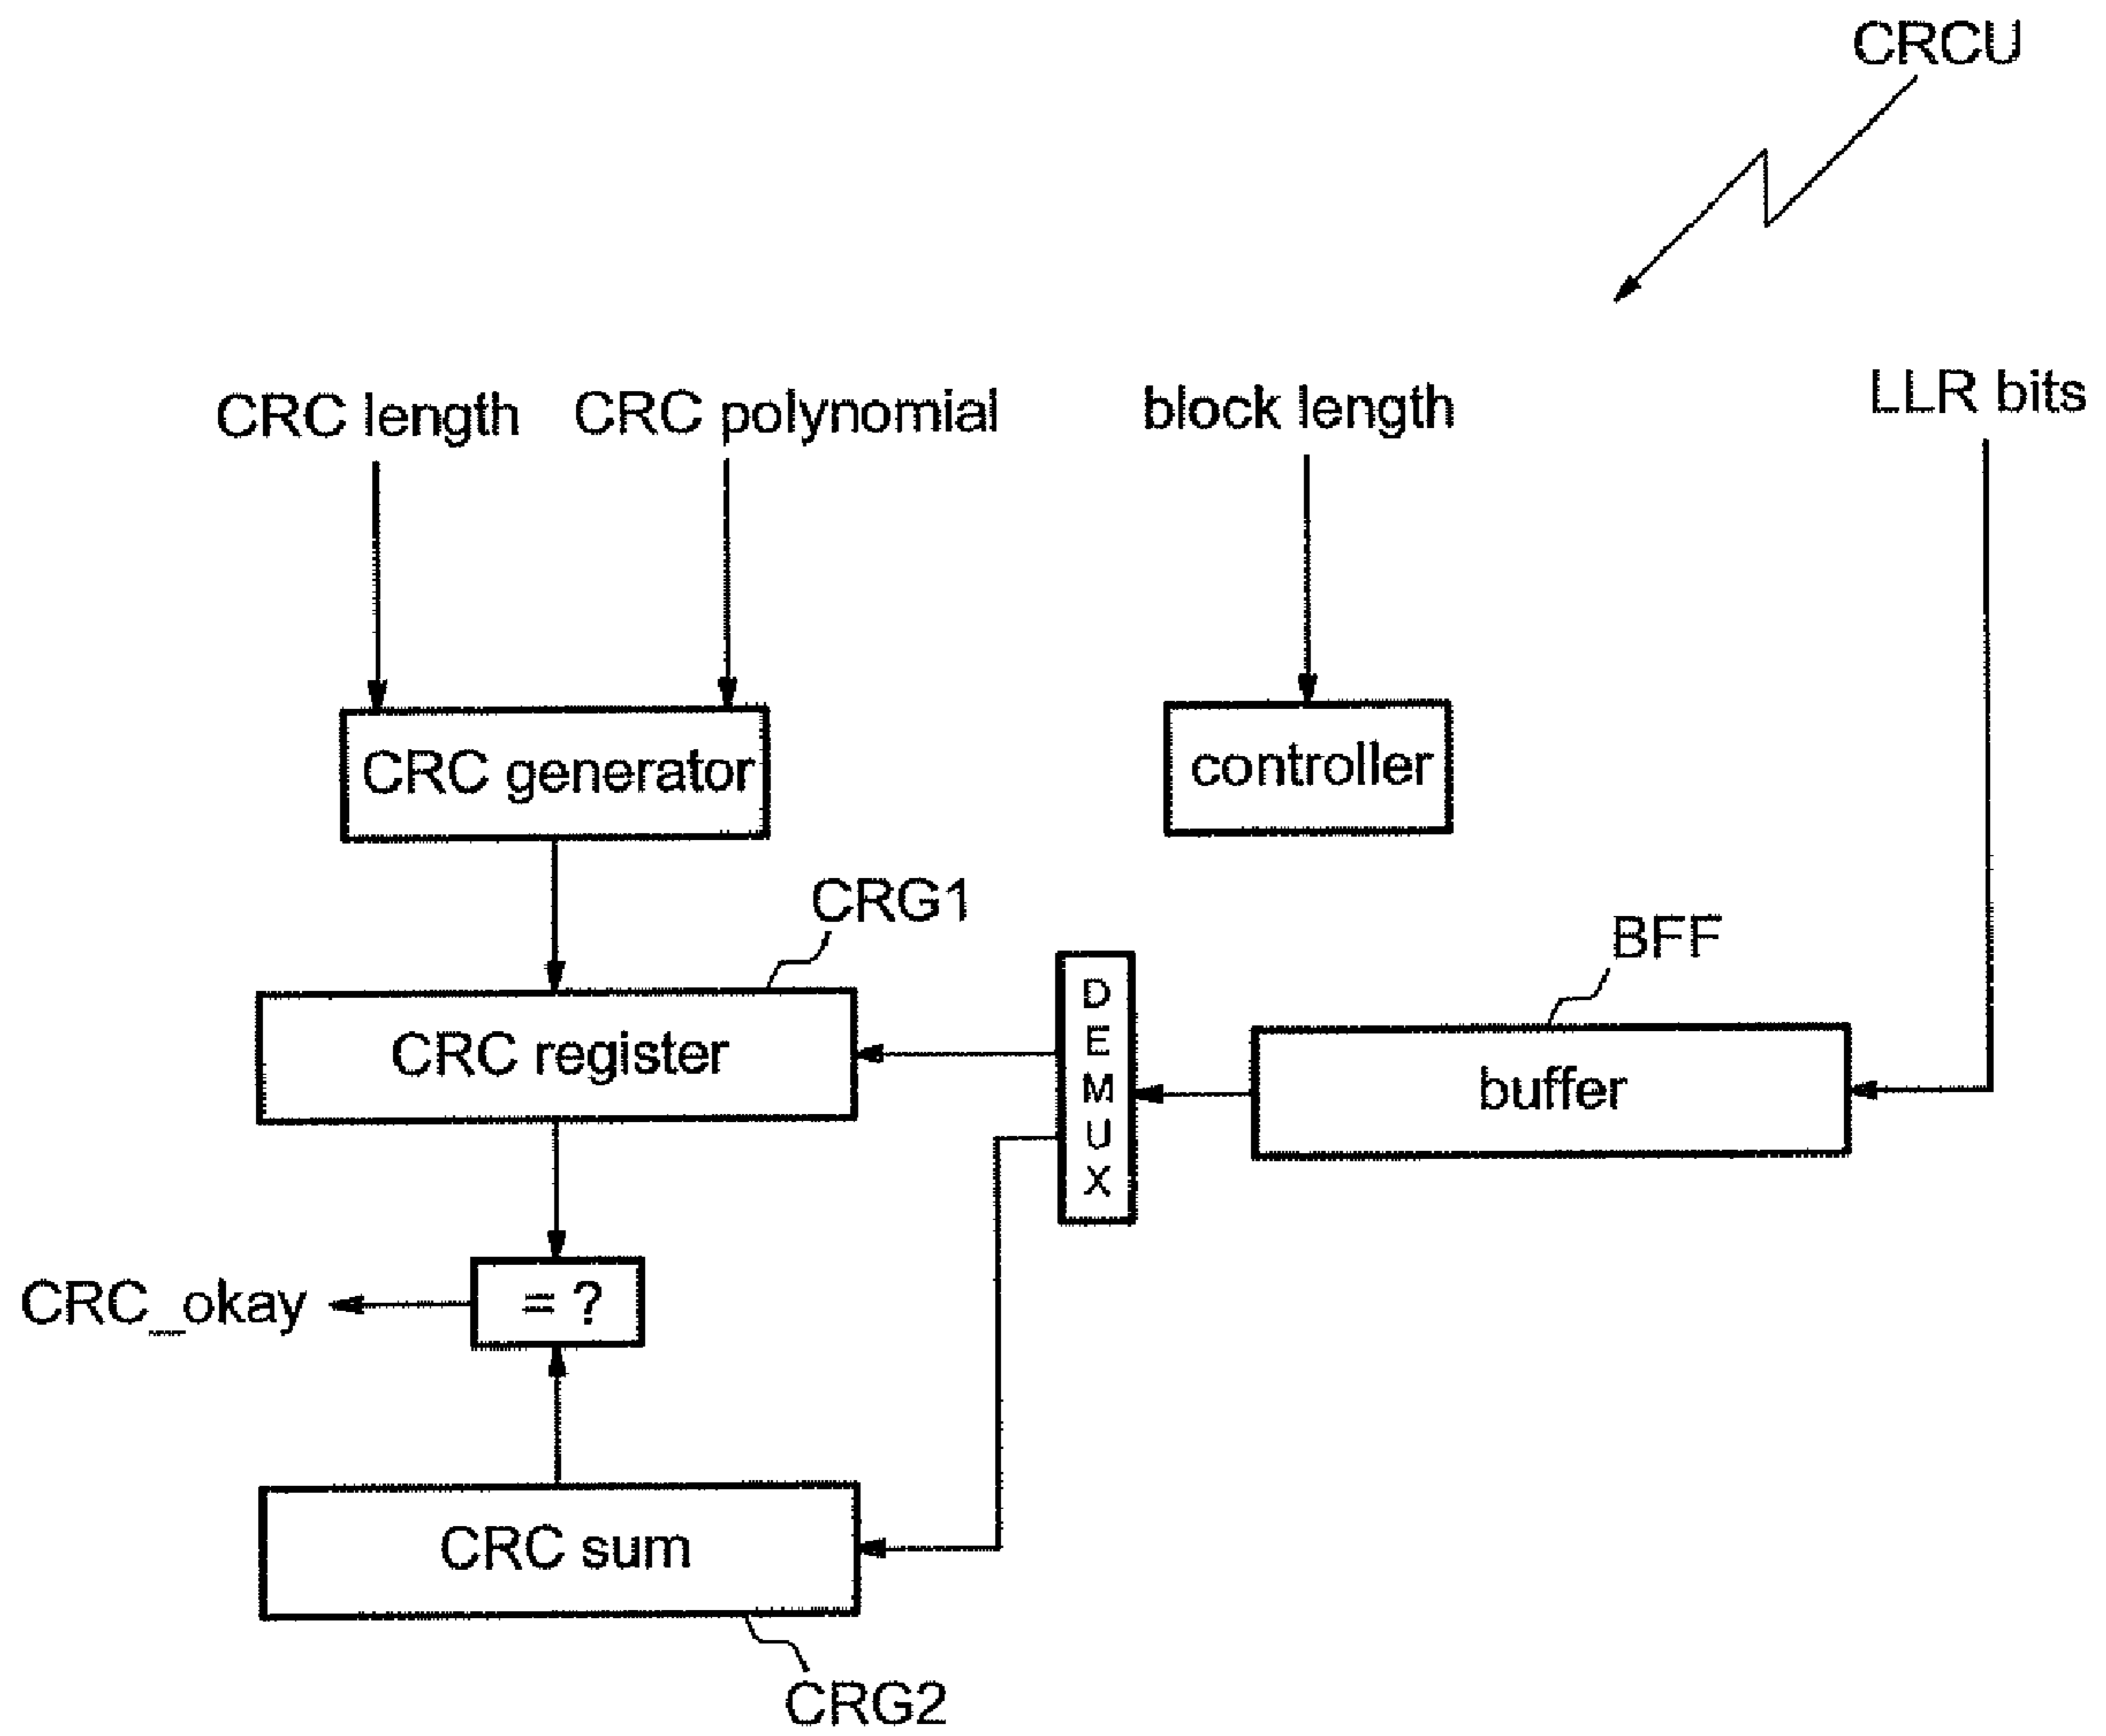 CRCU
CRC length
CRC polynomial
block length
LLR bits
CRC generator
controller
CRG1
BFF
CRC register
DEMUX
buffer
CRC_okay
= ?
CRC sum
CRG2